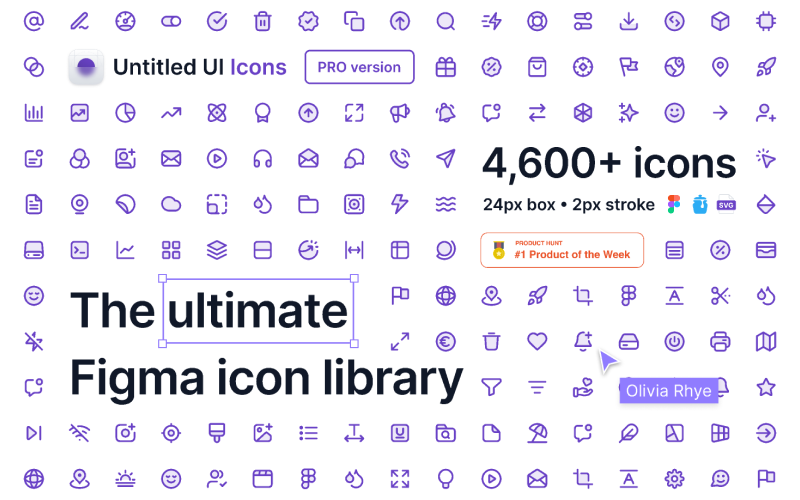 Untitled UI Icons
PRO version
4,600+ icons
24px box • 2px stroke
SVG
PRODUCT HUNT
#1 Product of the Week
The ultimate
Figma icon library
Olivia Rhye